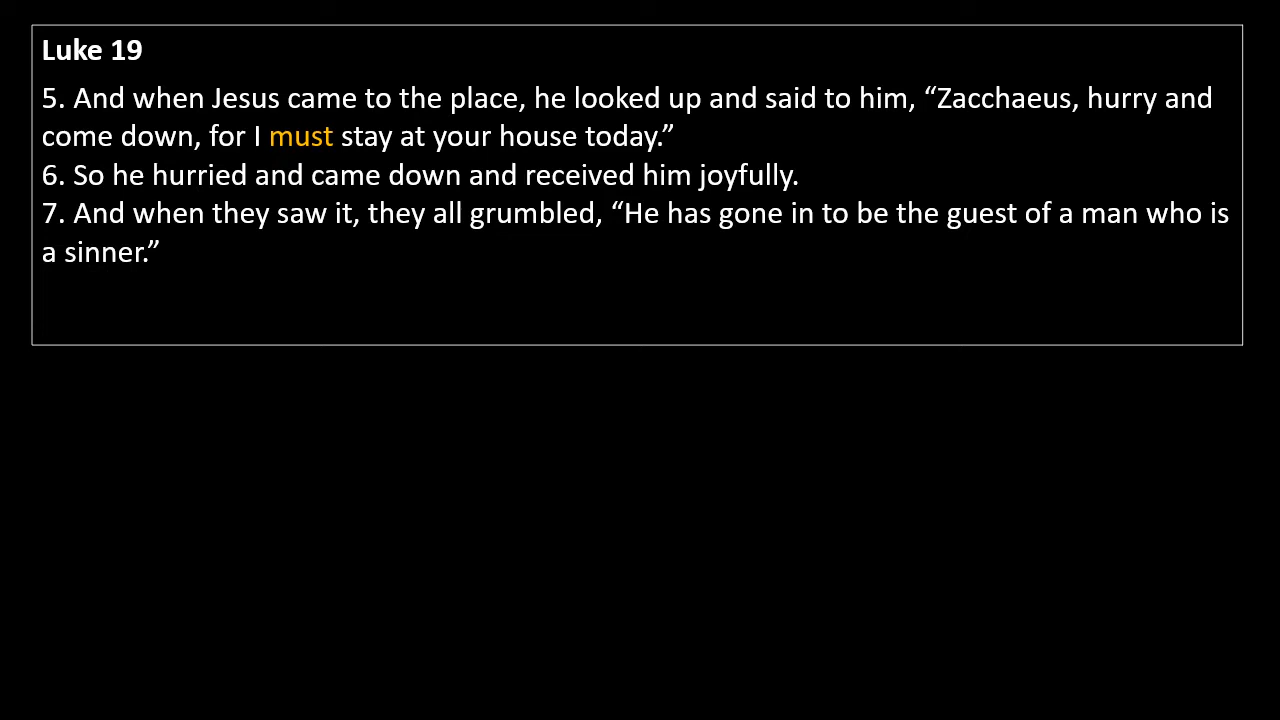 Luke 19
5. And when Jesus came to the place, he looked up and said to him, “Zacchaeus, hurry and
come down, for I must stay at your house today.”
6. So he hurried and came down and received him joyfully.
7. And when they saw it, they all grumbled, “He has gone in to be the guest of a man who is
a sinner.”